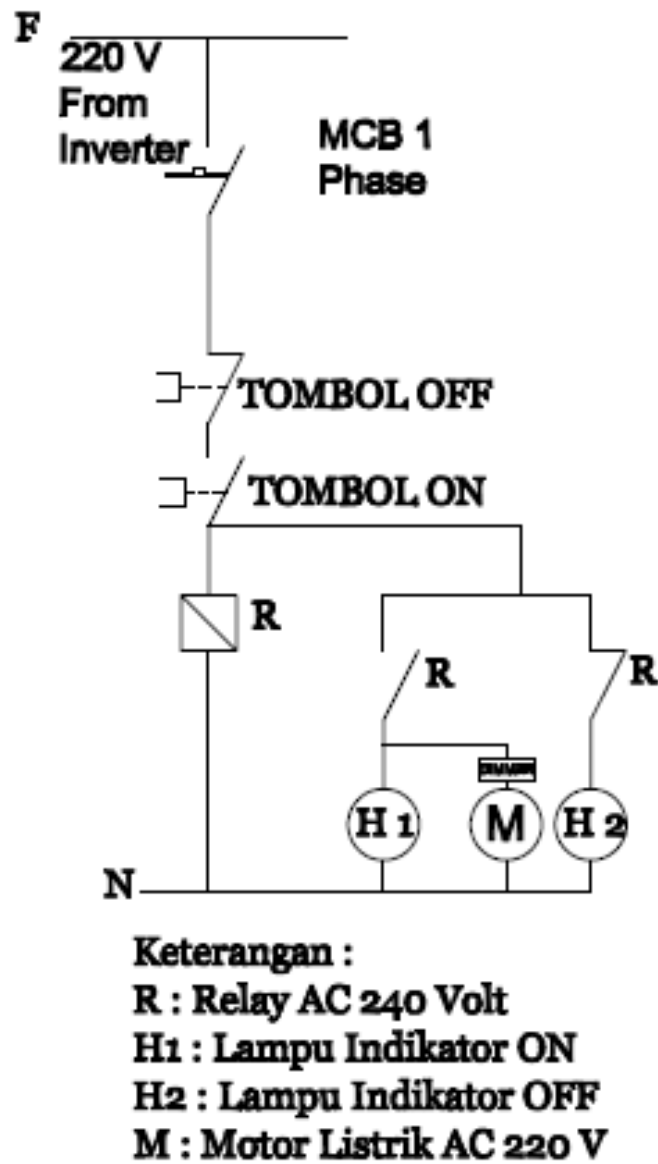 F
220 V
From
Inverter
MCB 1
Phase
TOMBOL OFF
TOMBOL ON
R
R
R
H 1
M
H 2
N
Keterangan :
R : Relay AC 240 Volt
H1 : Lampu Indikator ON
H2 : Lampu Indikator OFF
M : Motor Listrik AC 220 V